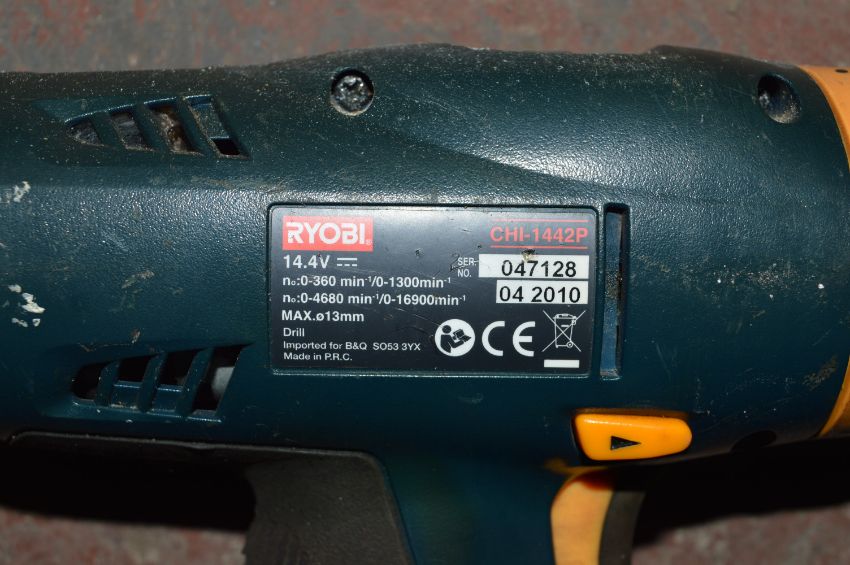 RYOBI®
CHI-1442P
14.4V
SER. NO. 047128
04 2010
n₀:0-360 min⁻¹/0-1300min⁻¹
n₀:0-4680 min⁻¹/0-16900min⁻¹
MAX.ø13mm
Drill
Imported for B&Q SO53 3YX
Made in P.R.C.
CE